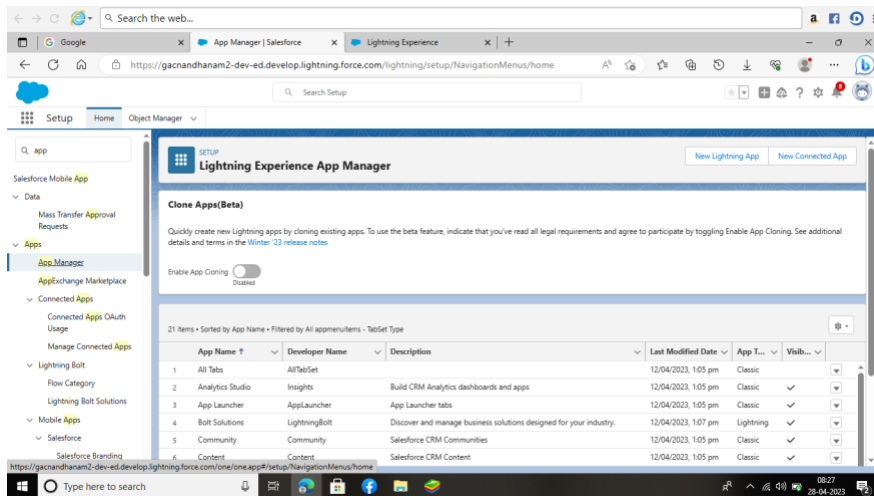 Search the web...
Google
App Manager | Salesforce
Lightning Experience
https://gacnandhanam2-dev-ed.develop.lightning.force.com/lightning/setup/NavigationMenus/home
Search Setup
Setup
Home
Object Manager
app
Salesforce Mobile App
Data
Mass Transfer Approval
Requests
Apps
App Manager
AppExchange Marketplace
Connected Apps
Connected Apps OAuth
Usage
Manage Connected Apps
Lightning Bolt
Flow Category
Lightning Bolt Solutions
Mobile Apps
Salesforce
Salesforce Branding
SETUP
Lightning Experience App Manager
New Lightning App
New Connected App
Clone Apps(Beta)
Quickly create new Lightning apps by cloning existing apps. To use the beta feature, indicate that you've read all legal requirements and agree to participate by toggling Enable App Cloning. See additional
details and terms in the Winter '23 release notes
Enable App Cloning
Disabled
21 items • Sorted by App Name • Filtered by All appmenuitems - TabSet Type
App Name ↑ Developer Name Description Last Modified Date App T... Visib...
1 All Tabs AllTabSet 12/04/2023, 1:05 pm Classic
2 Analytics Studio Insights Build CRM Analytics dashboards and apps 12/04/2023, 1:05 pm Classic
3 App Launcher AppLauncher App Launcher tabs 12/04/2023, 1:05 pm Classic
4 Bolt Solutions LightningBolt Discover and manage business solutions designed for your industry. 12/04/2023, 1:07 pm Lightning
5 Community Community Salesforce CRM Communities 12/04/2023, 1:05 pm Classic
6 Content Content Salesforce CRM Content 12/04/2023, 1:05 pm Classic
https://gacnandhanam2-dev-ed.develop.lightning.force.com/one/one.app#/setup/NavigationMenus/home
Type here to search
08:27
28-04-2023